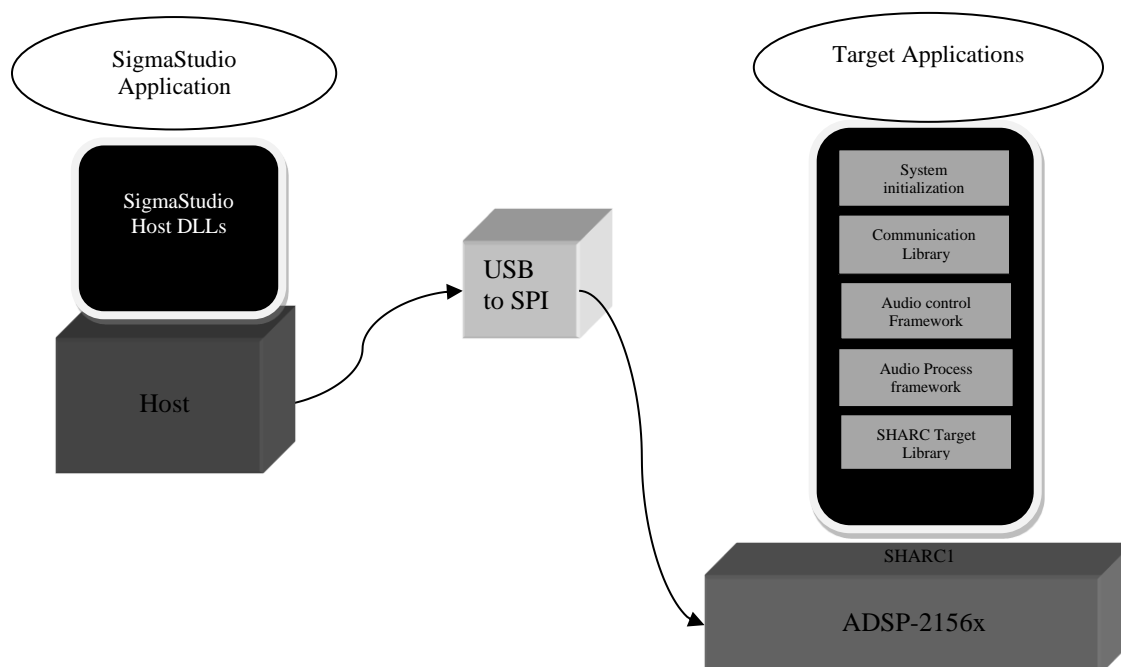 SigmaStudio
Application
SigmaStudio
Host DLLs
Host
USB
to SPI
Target Applications
System
initialization
Communication
Library
Audio control
Framework
Audio Process
framework
SHARC Target
Library
SHARC1
ADSP-2156x